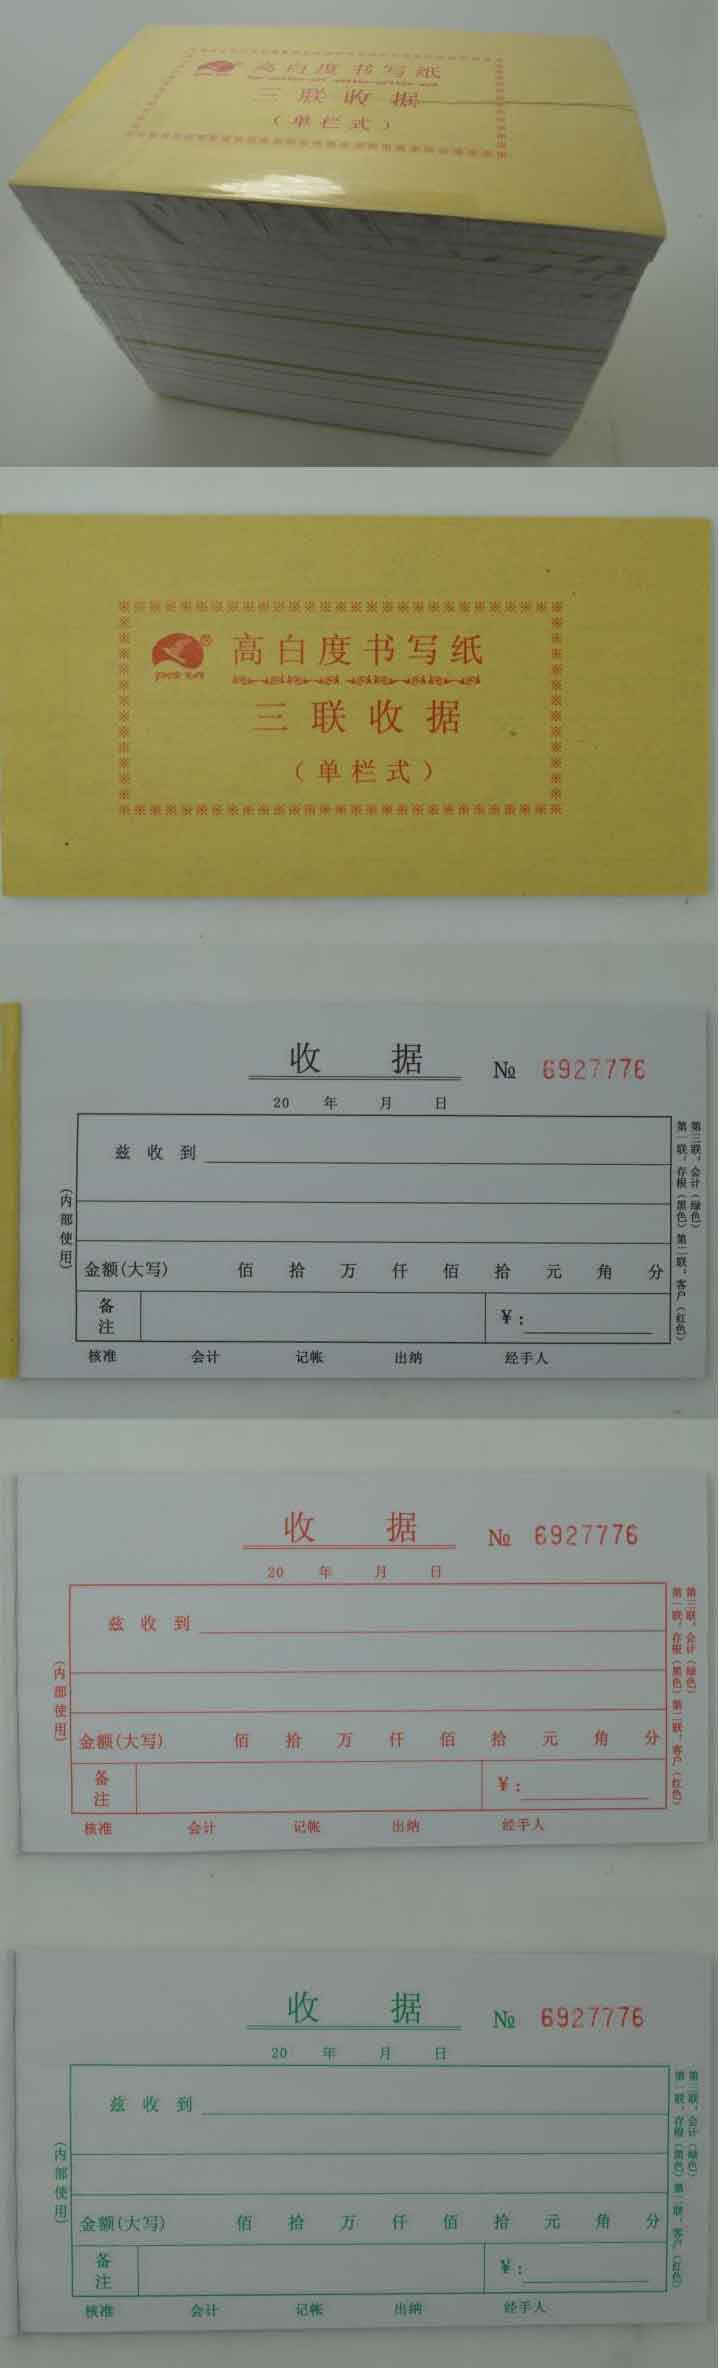 高白度书写纸
三联收据
(单栏式)
®
高白度书写纸
三联收据
(单栏式)
收 据
№ 6927776
20 年 月 日
兹 收 到
金额(大写) 佰 拾 万 仟 佰 拾 元 角 分
备注
¥:
核准 会计 记帐 出纳 经手人
(内部使用)
第一联:存根(黑色) 第二联:客户(红色)
第三联:会计(绿色)
收 据
№ 6927776
20 年 月 日
兹 收 到
金额(大写) 佰 拾 万 仟 佰 拾 元 角 分
备注
¥:
核准 会计 记帐 出纳 经手人
(内部使用)
第一联:存根(黑色) 第二联:客户(红色)
第三联:会计(绿色)
收 据
№ 6927776
20 年 月 日
兹 收 到
金额(大写) 佰 拾 万 仟 佰 拾 元 角 分
备注
¥:
核准 会计 记帐 出纳 经手人
(内部使用)
第一联:存根(黑色) 第二联:客户(红色)
第三联:会计(绿色)